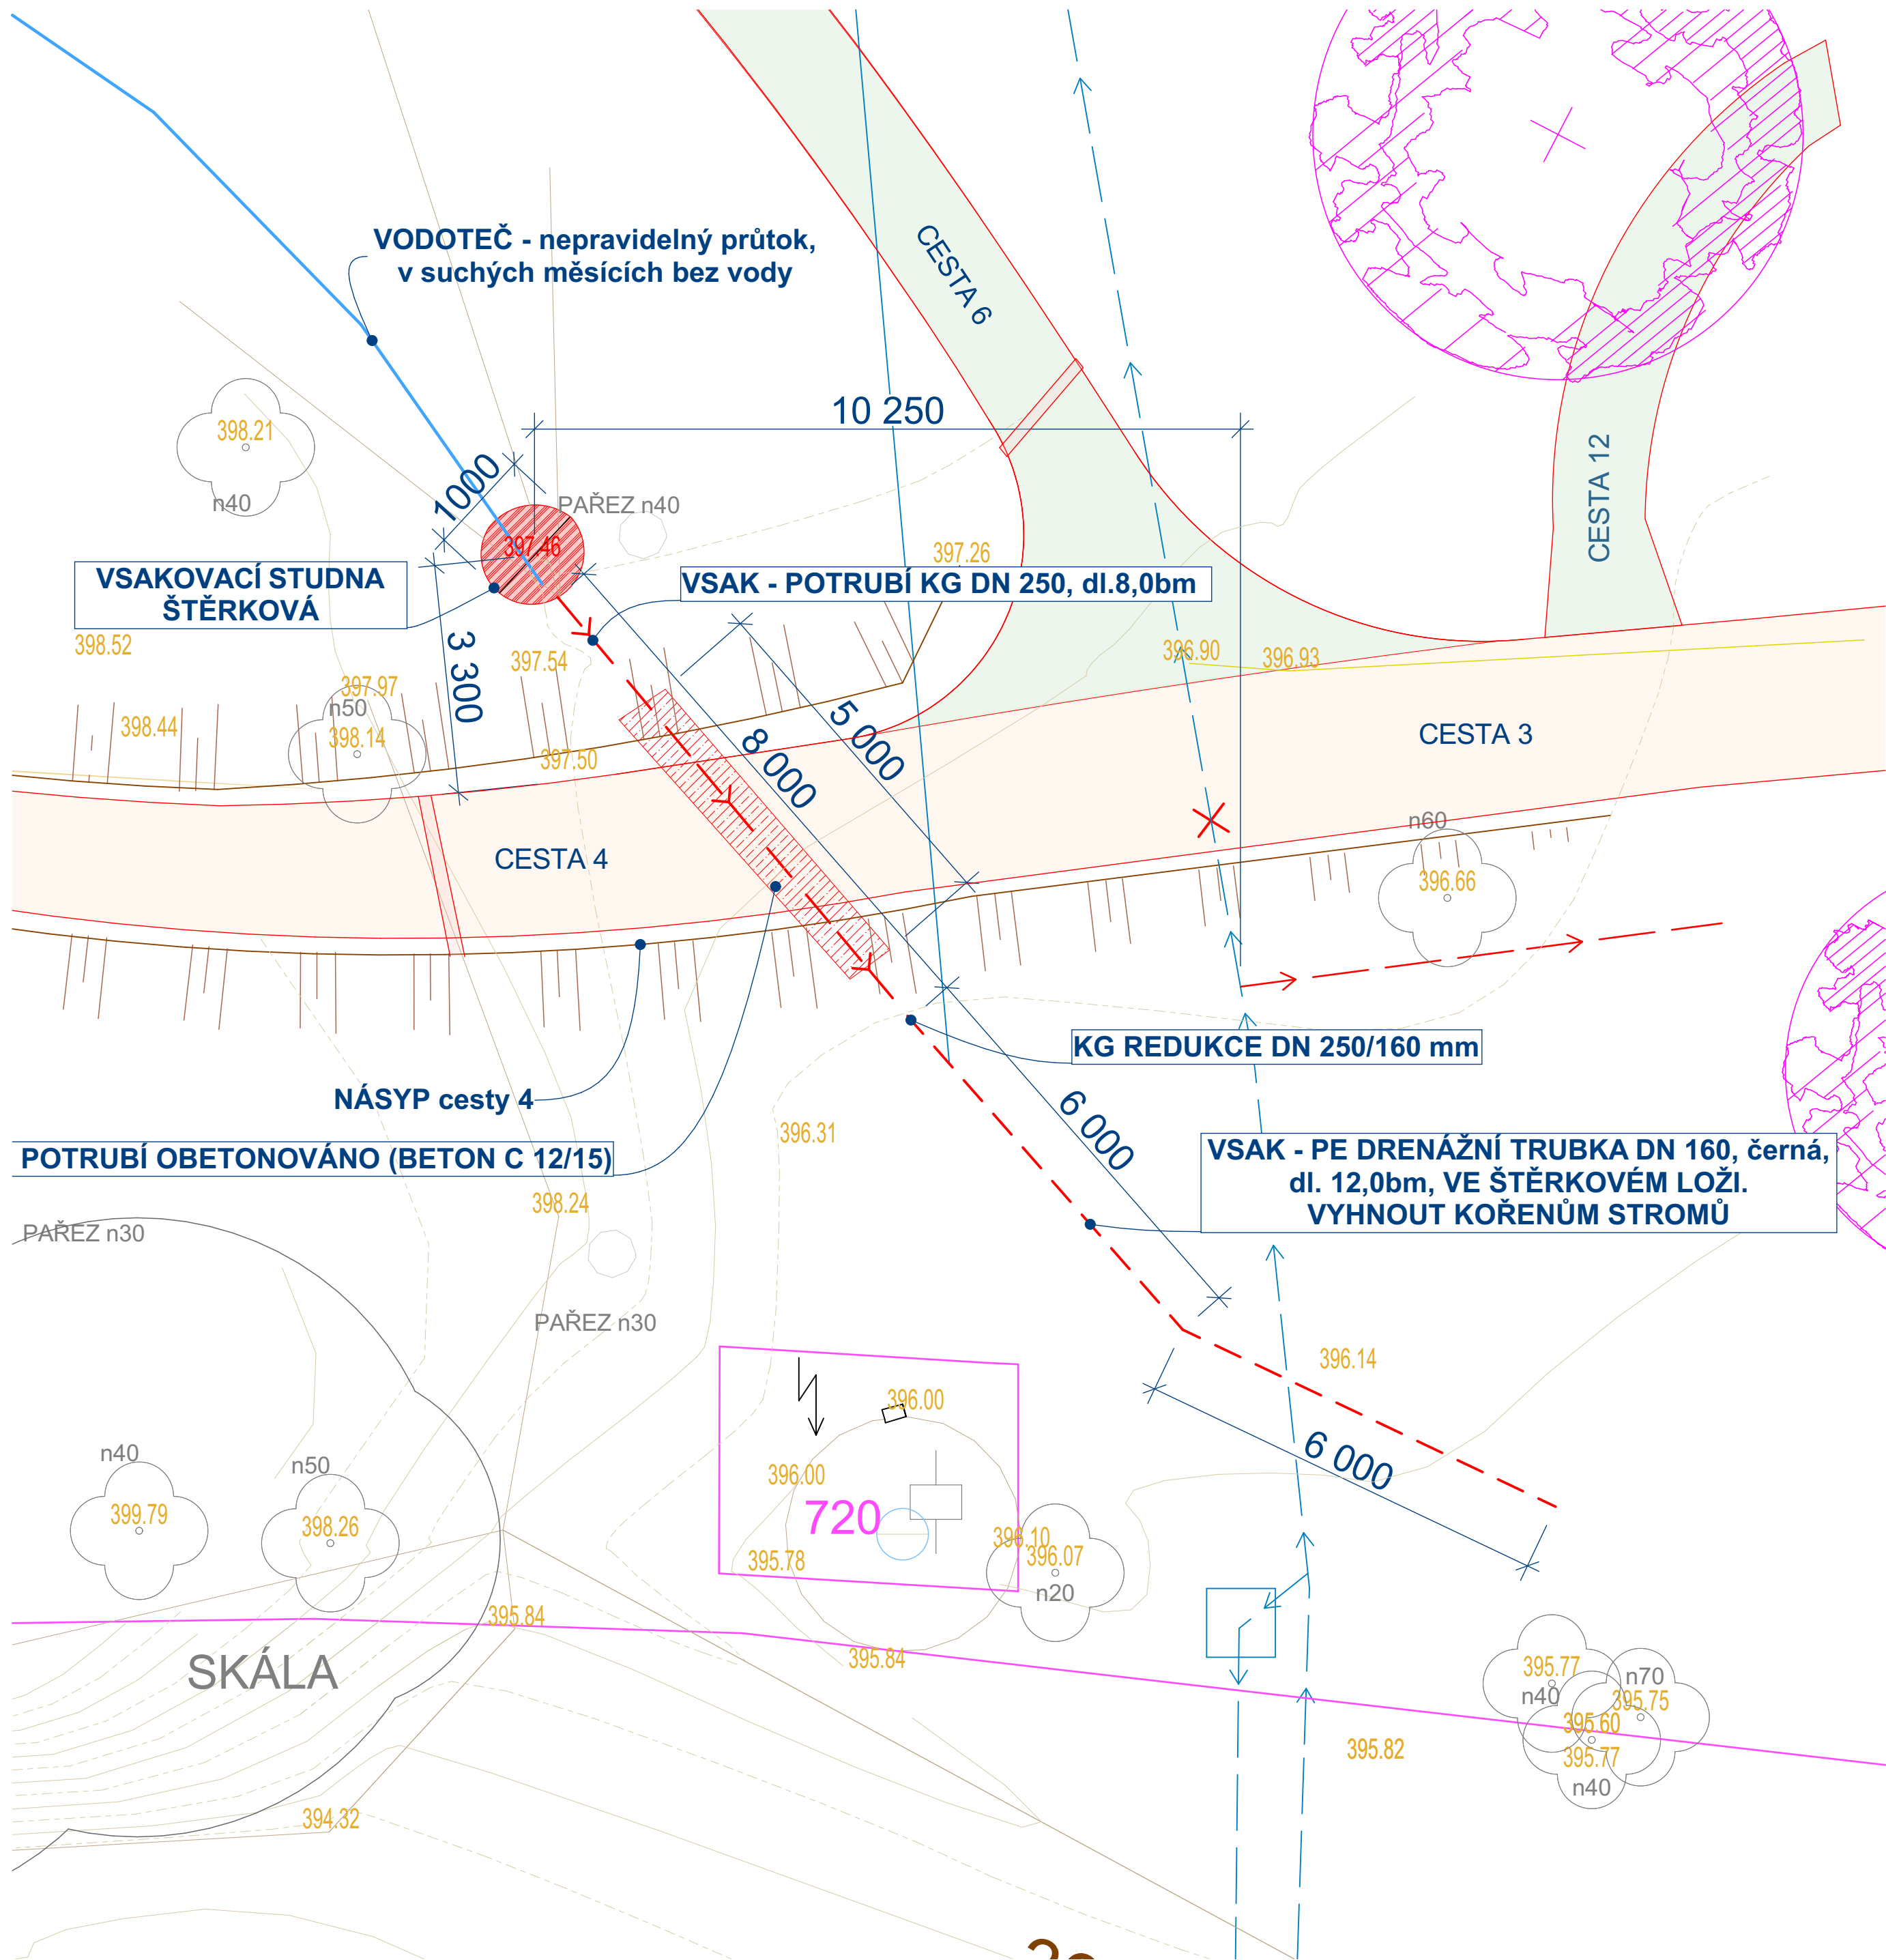 VODOTEČ - nepravidelný průtok,
v suchých měsících bez vody
CESTA 6
10 250
398.21
n40
1000
PAŘEZ n40
397.46
397.26
CESTA 12
VSAKOVACÍ STUDNA
ŠTĚRKOVÁ
VSAK - POTRUBÍ KG DN 250, dl.8,0bm
398.52
397.54
3 300
396.90
396.93
397.97
n50
398.44
398.14
397.50
5 000
8 000
CESTA 3
CESTA 4
n60
396.66
KG REDUKCE DN 250/160 mm
NÁSYP cesty 4
396.31
6 000
POTRUBÍ OBETONOVÁNO (BETON C 12/15)
VSAK - PE DRENÁŽNÍ TRUBKA DN 160, černá,
dl. 12,0bm, VE ŠTĚRKOVÉM LOŽI.
VYHNOUT KOŘENŮM STROMŮ
398.24
PAŘEZ n30
PAŘEZ n30
396.14
396.00
6 000
n40
n50
396.00
399.79
398.26
720
396.10
396.07
395.78
n20
395.84
395.84
SKÁLA
395.77
n70
n40
395.75
395.60
395.82
395.77
n40
394.32